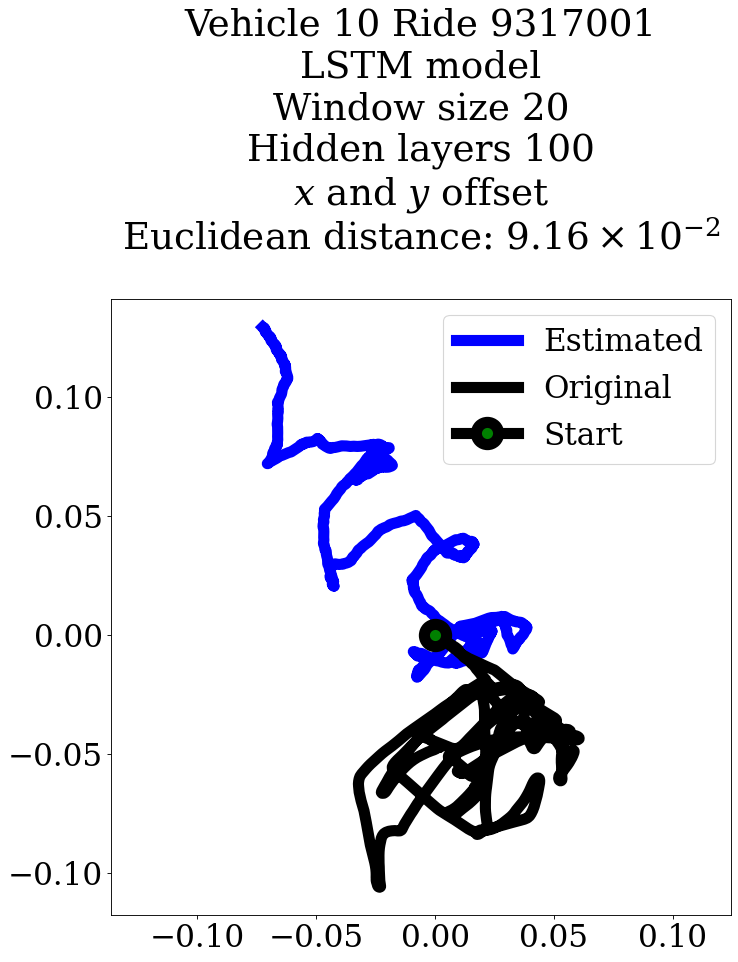 Vehicle 10 Ride 9317001
LSTM model
Window size 20
Hidden layers 100
x and y offset
Euclidean distance: 9.16 × 10⁻²
Estimated
Original
Start
0.10
0.05
0.00
−0.05
−0.10
−0.10 −0.05 0.00 0.05 0.10